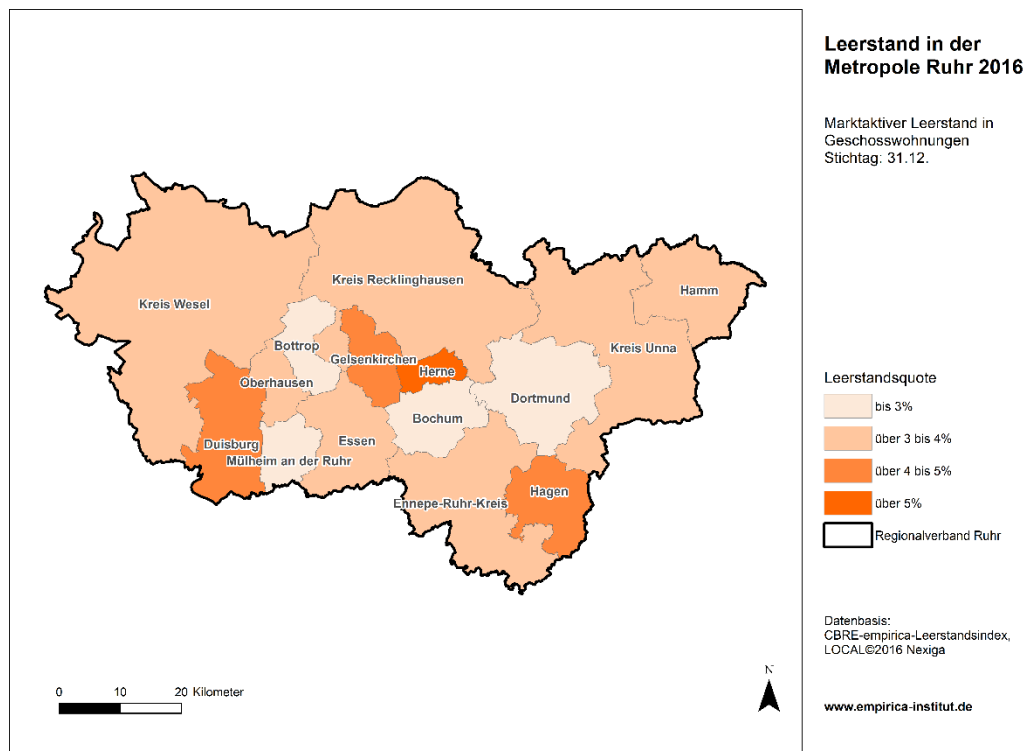 Leerstand in der
Metropole Ruhr 2016
Marktaktiver Leerstand in
Geschosswohnungen
Stichtag: 31.12.
Kreis Recklinghausen
Hamm
Kreis Wesel
Bottrop
Kreis Unna
Gelsenkirchen
Herne
Oberhausen
Dortmund
Bochum
Duisburg
Essen
Mülheim an der Ruhr
Hagen
Ennepe-Ruhr-Kreis
Leerstandsquote
bis 3%
über 3 bis 4%
über 4 bis 5%
über 5%
Regionalverband Ruhr
Datenbasis:
CBRE-empirica-Leerstandsindex,
LOCAL©2016 Nexiga
www.empirica-institut.de
0 10 20 Kilometer
N